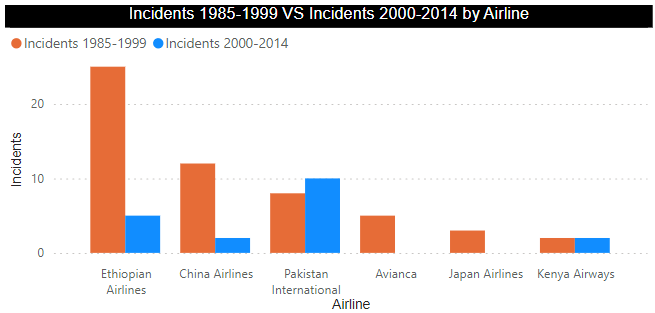 Incidents 1985-1999 VS Incidents 2000-2014 by Airline
Incidents 1985-1999 Incidents 2000-2014
Incidents
20
10
0
Ethiopian Airlines
China Airlines
Pakistan International
Avianca
Japan Airlines
Kenya Airways
Airline